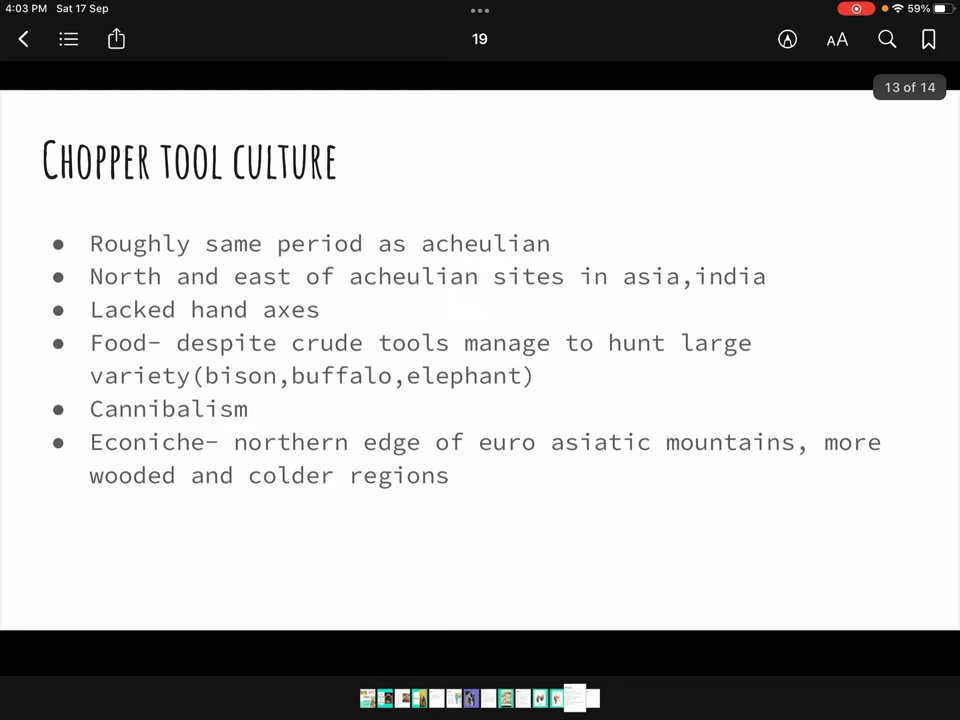 4:03 PM Sat 17 Sep
59%
19
AA
13 of 14
Chopper tool culture
● Roughly same period as acheulian
● North and east of acheulian sites in asia,india
● Lacked hand axes
● Food- despite crude tools manage to hunt large
variety(bison,buffalo,elephant)
● Cannibalism
● Econiche- northern edge of euro asiatic mountains, more
wooded and colder regions